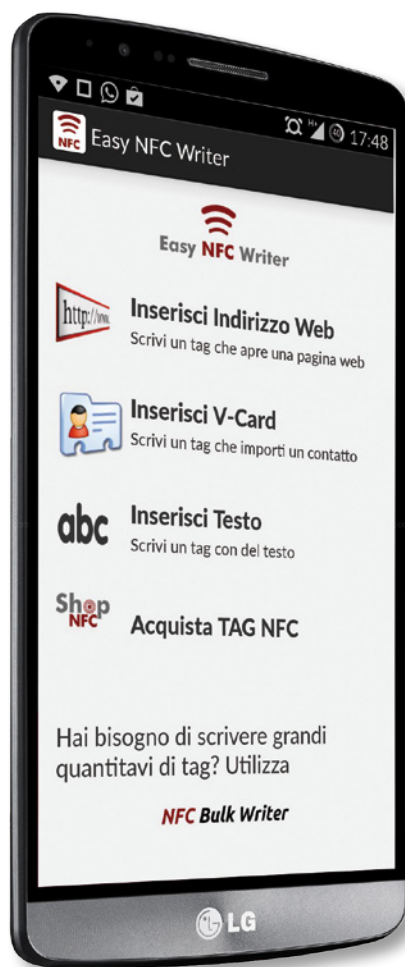 H+ 40 17:48
NFC Easy NFC Writer
Easy NFC Writer
http://www.
Inserisci Indirizzo Web
Scrivi un tag che apre una pagina web
Inserisci V-Card
Scrivi un tag che importi un contatto
abc
Inserisci Testo
Scrivi un tag con del testo
Shop
NFC
Acquista TAG NFC
Hai bisogno di scrivere grandi
quantitavi di tag? Utilizza
NFC Bulk Writer
LG